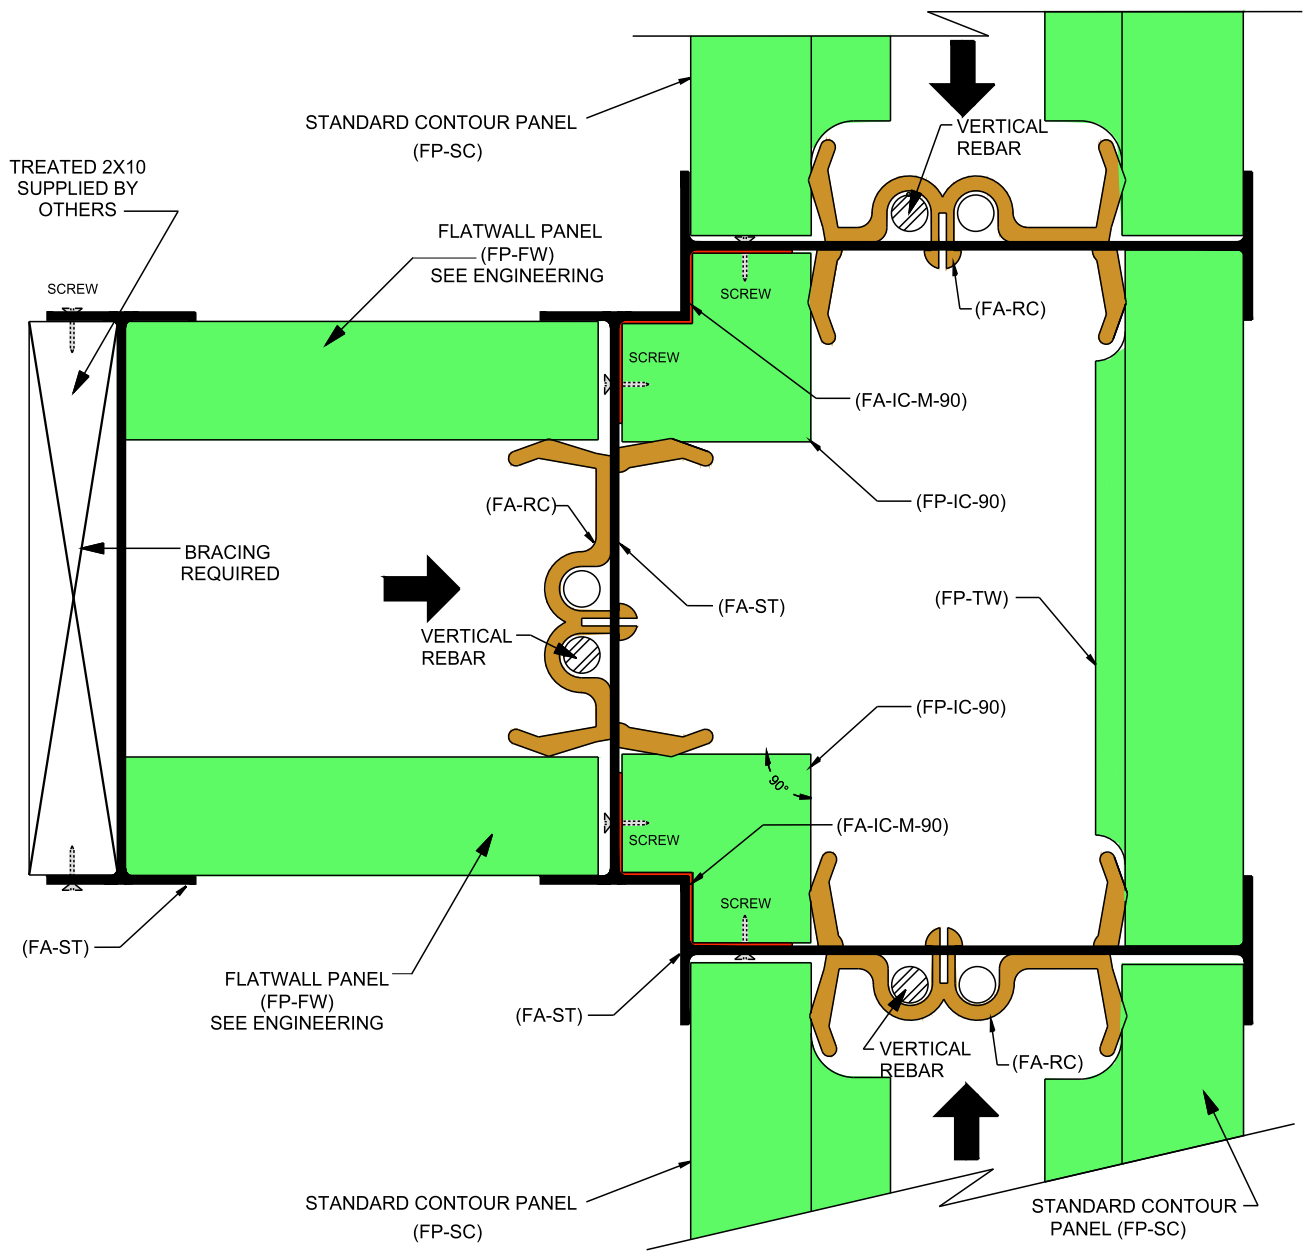 STANDARD CONTOUR PANEL
(FP-SC)
VERTICAL
REBAR
TREATED 2X10
SUPPLIED BY
OTHERS
FLATWALL PANEL
(FP-FW)
SEE ENGINEERING
SCREW
SCREW
(FA-RC)
SCREW
(FA-IC-M-90)
(FP-IC-90)
(FA-RC)
BRACING
REQUIRED
(FA-ST)
(FP-TW)
VERTICAL
REBAR
(FP-IC-90)
90°
(FA-IC-M-90)
SCREW
SCREW
(FA-ST)
FLATWALL PANEL
(FP-FW)
SEE ENGINEERING
(FA-ST)
VERTICAL
REBAR
(FA-RC)
STANDARD CONTOUR PANEL
(FP-SC)
STANDARD CONTOUR
PANEL (FP-SC)